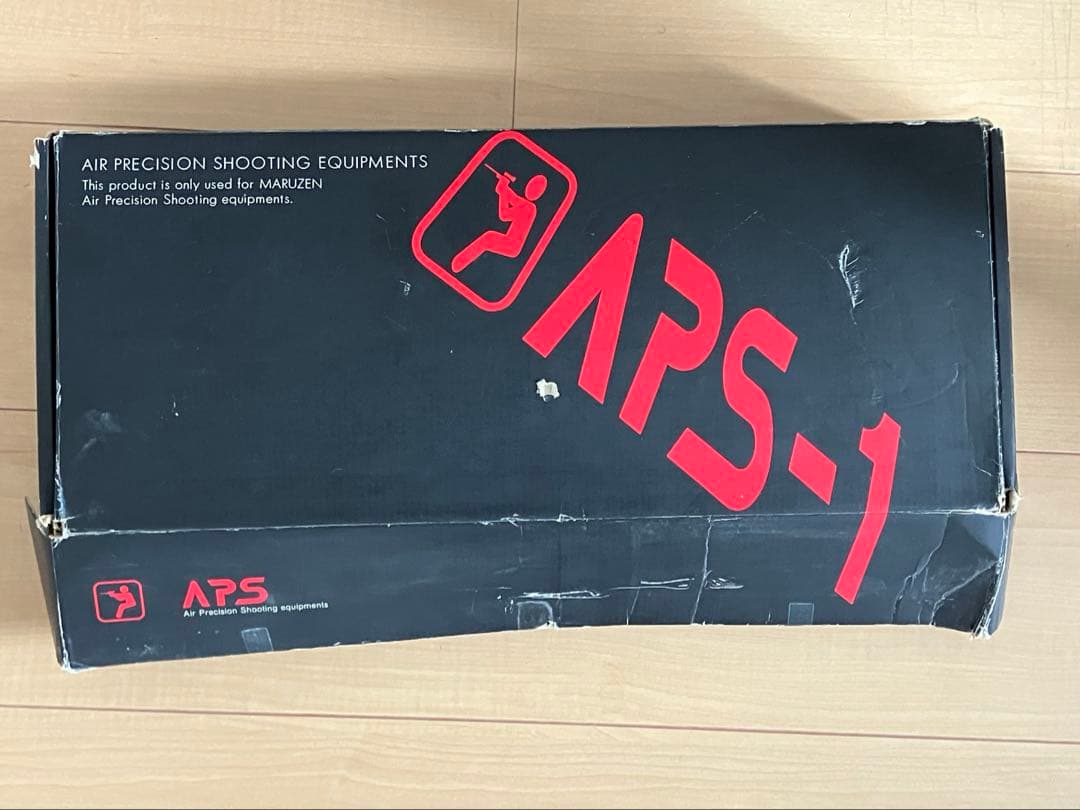 AIR PRECISION SHOOTING EQUIPMENTS
This product is only used for MARUZEN
Air Precision Shooting equipments.
APS-1
APS
Air Precision Shooting equipments